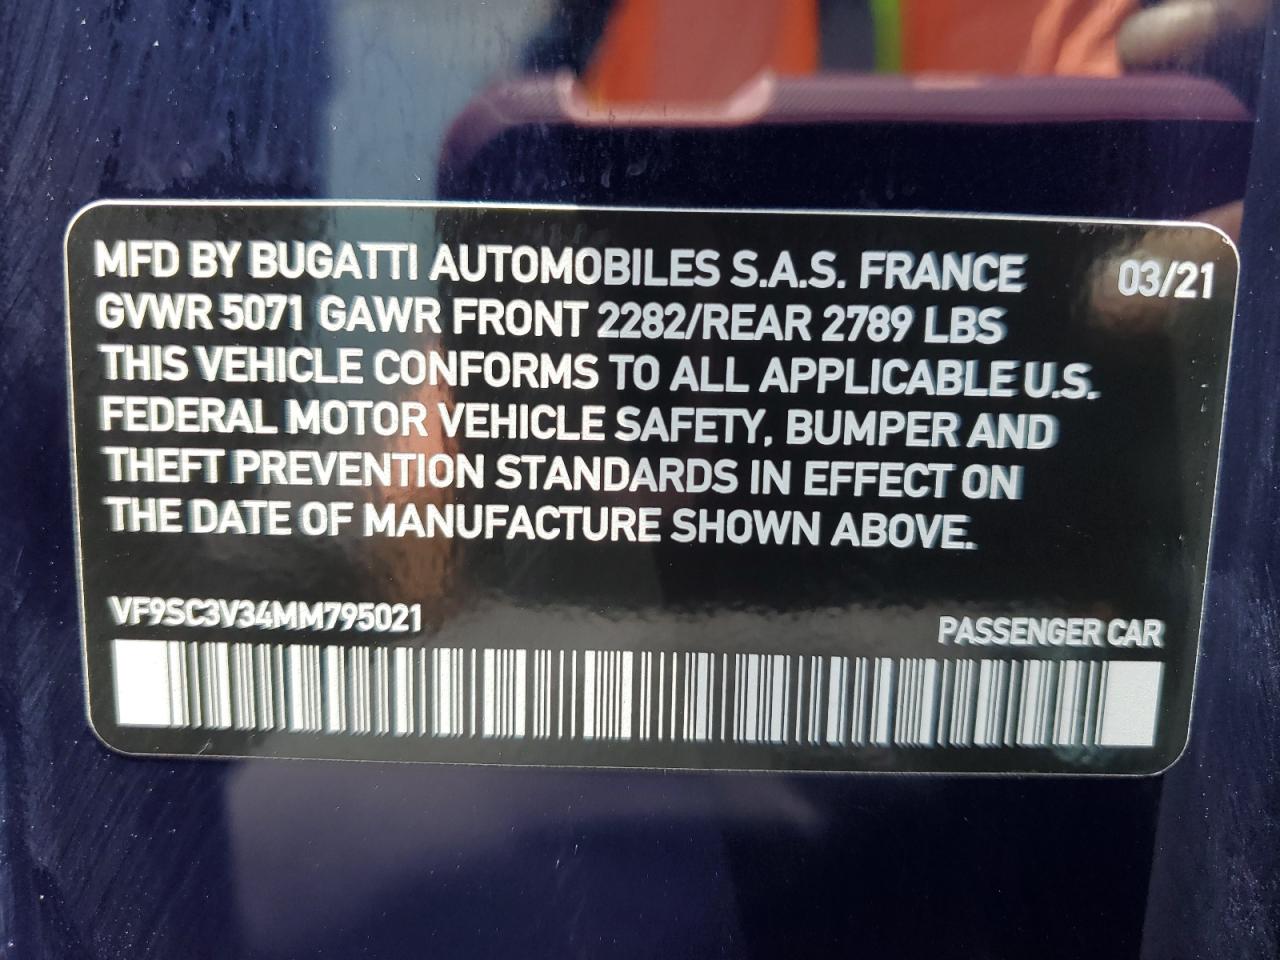 MFD BY BUGATTI AUTOMOBILES S.A.S. FRANCE 03/21
GVWR 5071 GAWR FRONT 2282/REAR 2789 LBS
THIS VEHICLE CONFORMS TO ALL APPLICABLE U.S.
FEDERAL MOTOR VEHICLE SAFETY, BUMPER AND
THEFT PREVENTION STANDARDS IN EFFECT ON
THE DATE OF MANUFACTURE SHOWN ABOVE.
VF9SC3V34MM795021 PASSENGER CAR